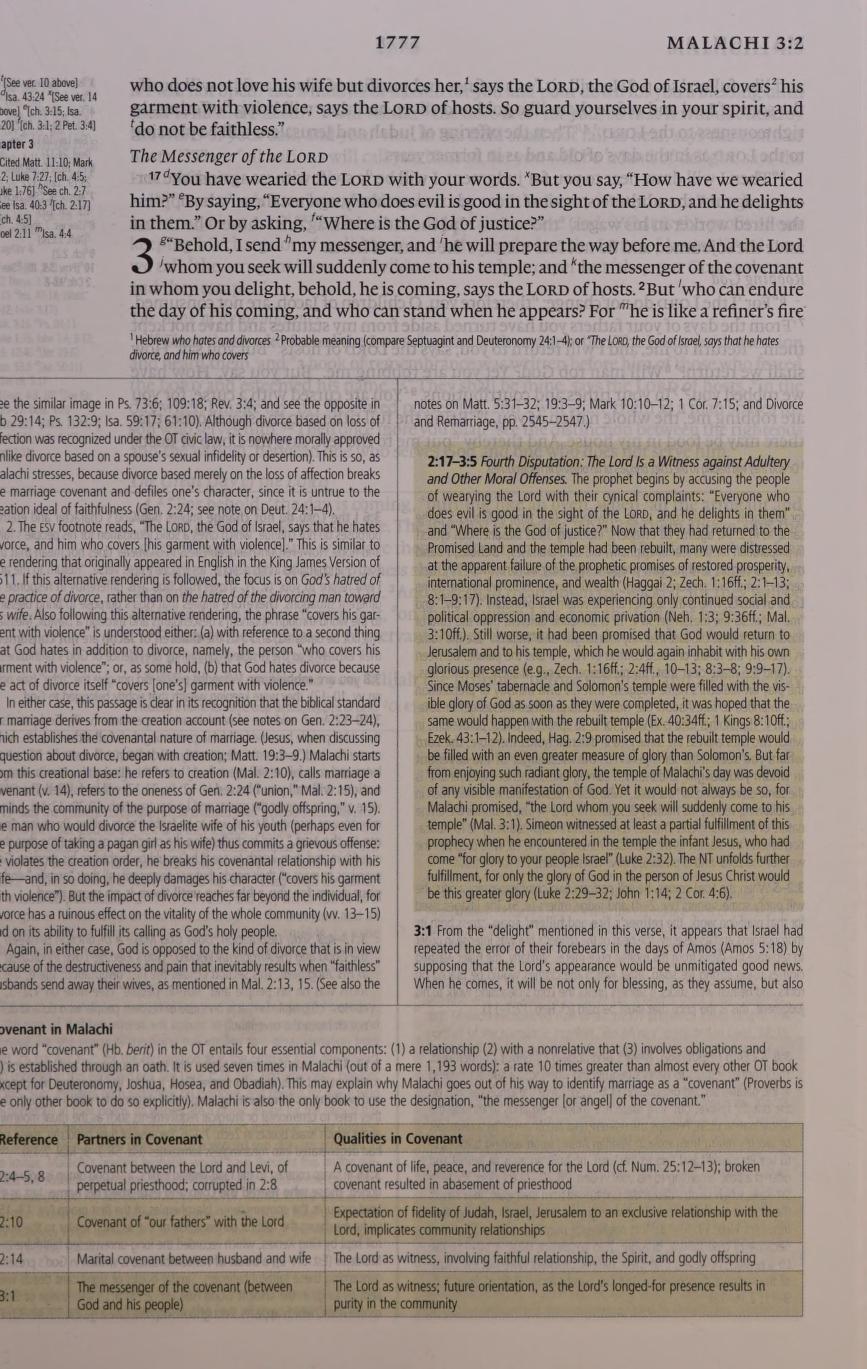 1777 MALACHI 3:2
[See ver. 10 above]
Isa. 43:24 x[See ver. 14
above] e[ch. 3:15; Isa.
20] f[ch. 3:1; 2 Pet. 3:4]
apter 3
Cited Matt. 11:10; Mark
2; Luke 7:27; [ch. 4:5;
uke 1:76] hSee ch. 2:7
ee Isa. 40:3 j[ch. 2:17]
[ch. 4:5]
oel 2:11 mIsa. 4:4
who does not love his wife but divorces her,1 says the LORD, the God of Israel, covers2 his
garment with violence, says the LORD of hosts. So guard yourselves in your spirit, and
do not be faithless.”
The Messenger of the LORD
17 dYou have wearied the LORD with your words. xBut you say, “How have we wearied
him?” eBy saying, “Everyone who does evil is good in the sight of the LORD, and he delights
in them.” Or by asking, f“Where is the God of justice?”
3 g“Behold, I send hmy messenger, and ihe will prepare the way before me. And the Lord
jwhom you seek will suddenly come to his temple; and kthe messenger of the covenant
in whom you delight, behold, he is coming, says the LORD of hosts. 2But lwho can endure
the day of his coming, and who can stand when he appears? For mhe is like a refiner’s fire
1 Hebrew who hates and divorces 2 Probable meaning (compare Septuagint and Deuteronomy 24:1–4); or “The LORD, the God of Israel, says that he hates
divorce, and him who covers
ee the similar image in Ps. 73:6; 109:18; Rev. 3:4; and see the opposite in
b 29:14; Ps. 132:9; Isa. 59:17; 61:10). Although divorce based on loss of
fection was recognized under the OT civic law, it is nowhere morally approved
nlike divorce based on a spouse’s sexual infidelity or desertion). This is so, as
alachi stresses, because divorce based merely on the loss of affection breaks
e marriage covenant and defiles one’s character, since it is untrue to the
eation ideal of faithfulness (Gen. 2:24; see note on Deut. 24:1–4).
2. The ESV footnote reads, “The LORD, the God of Israel, says that he hates
vorce, and him who covers [his garment with violence].” This is similar to
e rendering that originally appeared in English in the King James Version of
611. If this alternative rendering is followed, the focus is on God’s hatred of
e practice of divorce, rather than on the hatred of the divorcing man toward
s wife. Also following this alternative rendering, the phrase “covers his gar-
ent with violence” is understood either: (a) with reference to a second thing
at God hates in addition to divorce, namely, the person “who covers his
arment with violence”; or, as some hold, (b) that God hates divorce because
e act of divorce itself “covers [one’s] garment with violence.”
In either case, this passage is clear in its recognition that the biblical standard
r marriage derives from the creation account (see notes on Gen. 2:23–24),
hich establishes the covenantal nature of marriage. (Jesus, when discussing
question about divorce, began with creation; Matt. 19:3–9.) Malachi starts
om this creational base: he refers to creation (Mal. 2:10), calls marriage a
venant (v. 14), refers to the oneness of Gen. 2:24 (“union,” Mal. 2:15), and
minds the community of the purpose of marriage (“godly offspring,” v. 15).
e man who would divorce the Israelite wife of his youth (perhaps even for
e purpose of taking a pagan girl as his wife) thus commits a grievous offense:
violates the creation order, he breaks his covenantal relationship with his
ife—and, in so doing, he deeply damages his character (“covers his garment
ith violence”). But the impact of divorce reaches far beyond the individual, for
vorce has a ruinous effect on the vitality of the whole community (vv. 13–15)
d on its ability to fulfill its calling as God’s holy people.
Again, in either case, God is opposed to the kind of divorce that is in view
cause of the destructiveness and pain that inevitably results when “faithless”
usbands send away their wives, as mentioned in Mal. 2:13, 15. (See also the
notes on Matt. 5:31–32; 19:3–9; Mark 10:10–12; 1 Cor. 7:15; and Divorce
and Remarriage, pp. 2545–2547.)
2:17–3:5 Fourth Disputation: The Lord Is a Witness against Adultery
and Other Moral Offenses. The prophet begins by accusing the people
of wearying the Lord with their cynical complaints: “Everyone who
does evil is good in the sight of the LORD, and he delights in them”
and “Where is the God of justice?” Now that they had returned to the
Promised Land and the temple had been rebuilt, many were distressed
at the apparent failure of the prophetic promises of restored prosperity,
international prominence, and wealth (Haggai 2; Zech. 1:16ff.; 2:1–13;
8:1–9:17). Instead, Israel was experiencing only continued social and
political oppression and economic privation (Neh. 1:3; 9:36ff.; Mal.
3:10ff.). Still worse, it had been promised that God would return to
Jerusalem and to his temple, which he would again inhabit with his own
glorious presence (e.g., Zech. 1:16ff.; 2:4ff., 10–13; 8:3–8; 9:9–17).
Since Moses’ tabernacle and Solomon’s temple were filled with the vis-
ible glory of God as soon as they were completed, it was hoped that the
same would happen with the rebuilt temple (Ex. 40:34ff.; 1 Kings 8:10ff.;
Ezek. 43:1–12). Indeed, Hag. 2:9 promised that the rebuilt temple would
be filled with an even greater measure of glory than Solomon’s. But far
from enjoying such radiant glory, the temple of Malachi’s day was devoid
of any visible manifestation of God. Yet it would not always be so, for
Malachi promised, “the Lord whom you seek will suddenly come to his
temple” (Mal. 3:1). Simeon witnessed at least a partial fulfillment of this
prophecy when he encountered in the temple the infant Jesus, who had
come “for glory to your people Israel” (Luke 2:32). The NT unfolds further
fulfillment, for only the glory of God in the person of Jesus Christ would
be this greater glory (Luke 2:29–32; John 1:14; 2 Cor. 4:6).
3:1 From the “delight” mentioned in this verse, it appears that Israel had
repeated the error of their forebears in the days of Amos (Amos 5:18) by
supposing that the Lord’s appearance would be unmitigated good news.
When he comes, it will be not only for blessing, as they assume, but also
ovenant in Malachi
e word “covenant” (Hb. berit) in the OT entails four essential components: (1) a relationship (2) with a nonrelative that (3) involves obligations and
) is established through an oath. It is used seven times in Malachi (out of a mere 1,193 words): a rate 10 times greater than almost every other OT book
xcept for Deuteronomy, Joshua, Hosea, and Obadiah). This may explain why Malachi goes out of his way to identify marriage as a “covenant” (Proverbs is
e only other book to do so explicitly). Malachi is also the only book to use the designation, “the messenger [or angel] of the covenant.”
Reference Partners in Covenant Qualities in Covenant
2:4–5, 8 Covenant between the Lord and Levi, of
perpetual priesthood; corrupted in 2:8
A covenant of life, peace, and reverence for the Lord (cf. Num. 25:12–13); broken
covenant resulted in abasement of priesthood
2:10 Covenant of “our fathers” with the Lord
Expectation of fidelity of Judah, Israel, Jerusalem to an exclusive relationship with the
Lord, implicates community relationships
2:14 Marital covenant between husband and wife The Lord as witness, involving faithful relationship, the Spirit, and godly offspring
3:1 The messenger of the covenant (between
God and his people)
The Lord as witness; future orientation, as the Lord’s longed-for presence results in
purity in the community